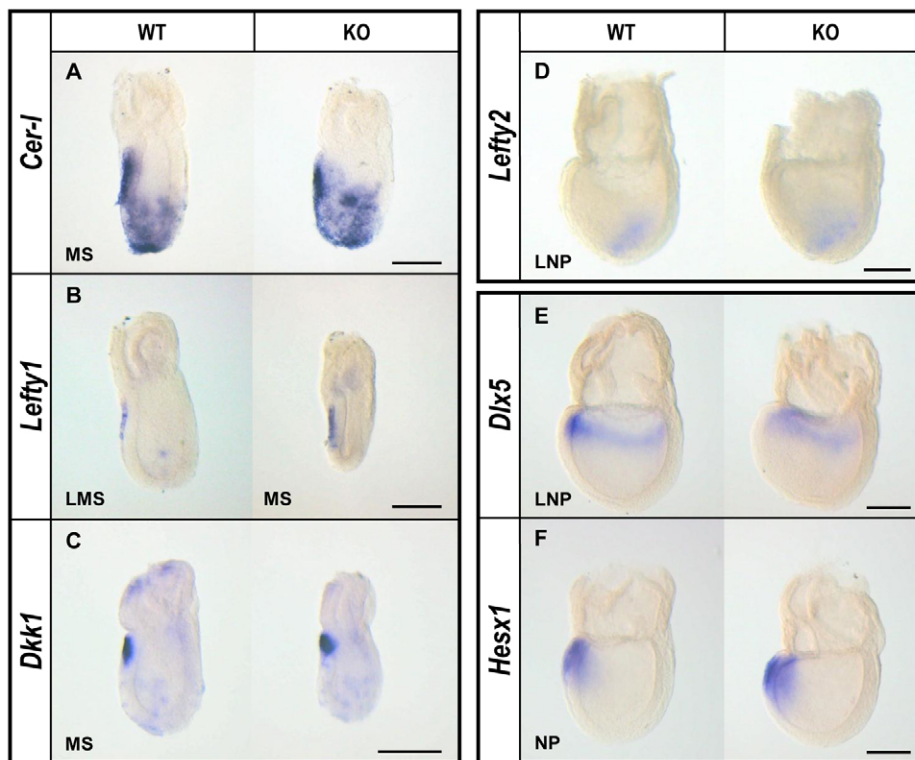 WT KO
A
Cer-l
MS
B
Lefty1
LMS MS
C
Dkk1
MS
WT KO
D
Lefty2
LNP
E
Dlx5
LNP
F
Hesx1
NP